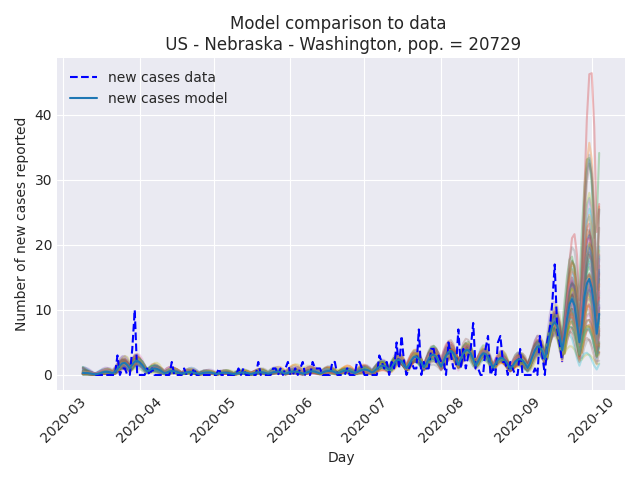 Model comparison to data
US - Nebraska - Washington, pop. = 20729
new cases data
new cases model
Number of new cases reported
40
30
20
10
0
2020-03
2020-04
2020-05
2020-06
2020-07
2020-08
2020-09
2020-10
Day